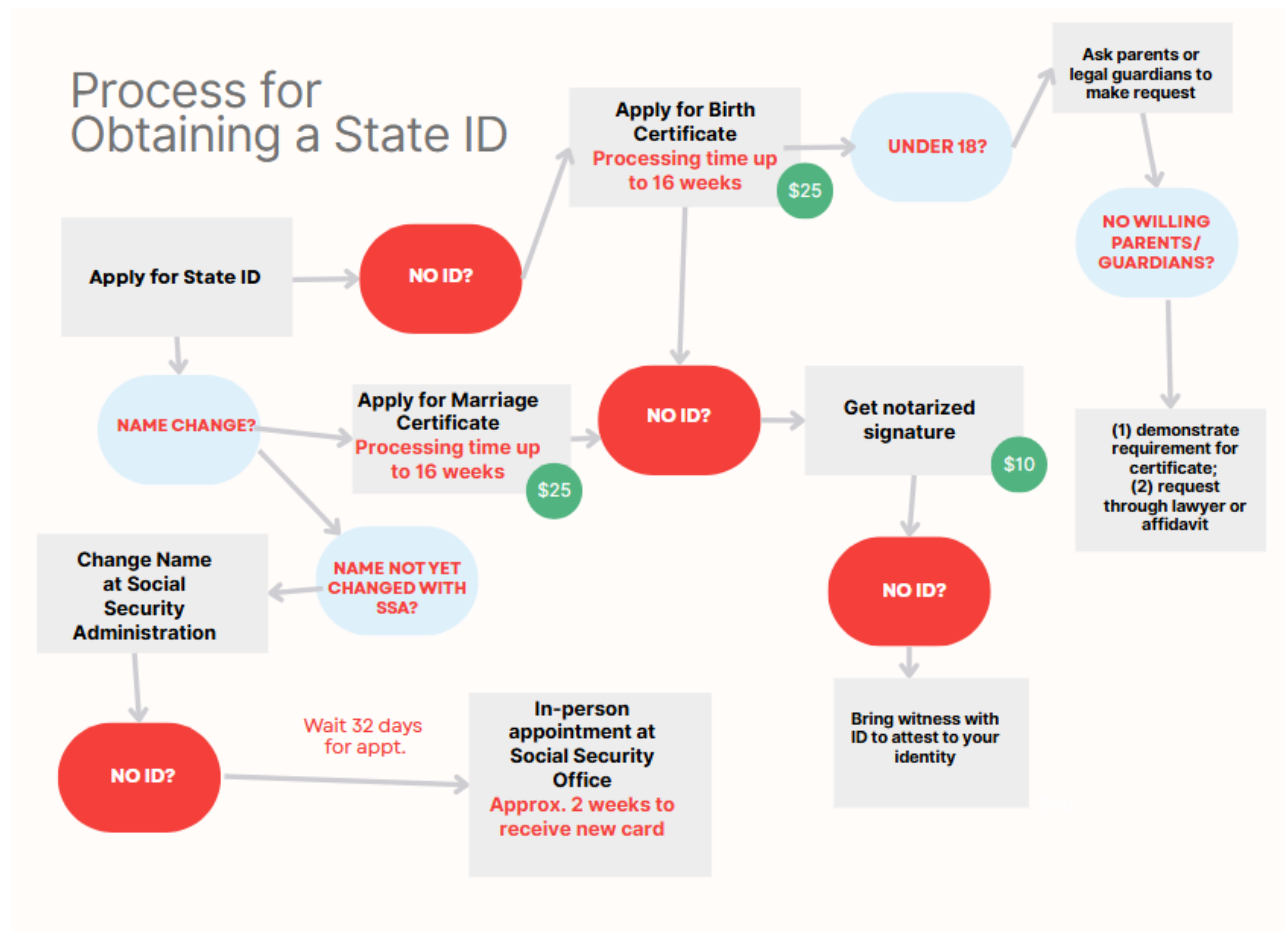 Process for
Obtaining a State ID
Apply for State ID
NO ID?
Apply for Birth
Certificate
Processing time up
to 16 weeks
$25
UNDER 18?
Ask parents or
legal guardians to
make request
NO WILLING
PARENTS/
GUARDIANS?
(1) demonstrate
requirement for
certificate;
(2) request
through lawyer or
affidavit
NAME CHANGE?
Apply for Marriage
Certificate
Processing time up
to 16 weeks
$25
NO ID?
Get notarized
signature
$10
NO ID?
Bring witness with
ID to attest to your
identity
NAME NOT YET
CHANGED WITH
SSA?
Change Name
at Social
Security
Administration
NO ID?
Wait 32 days
for appt.
In-person
appointment at
Social Security
Office
Approx. 2 weeks to
receive new card